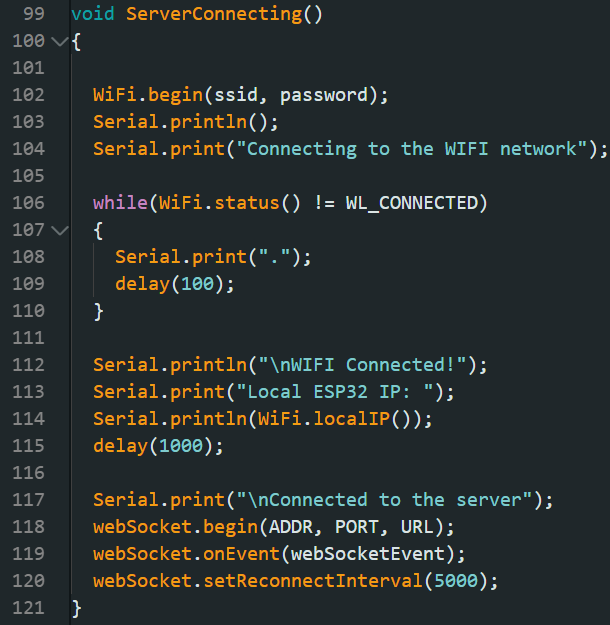 99 void ServerConnecting()
100 {
101
102 WiFi.begin(ssid, password);
103 Serial.println();
104 Serial.print("Connecting to the WIFI network");
105
106 while(WiFi.status() != WL_CONNECTED)
107 {
108 Serial.print(".");
109 delay(100);
110 }
111
112 Serial.println("\nWIFI Connected!");
113 Serial.print("Local ESP32 IP: ");
114 Serial.println(WiFi.localIP());
115 delay(1000);
116
117 Serial.print("\nConnected to the server");
118 webSocket.begin(ADDR, PORT, URL);
119 webSocket.onEvent(webSocketEvent);
120 webSocket.setReconnectInterval(5000);
121 }